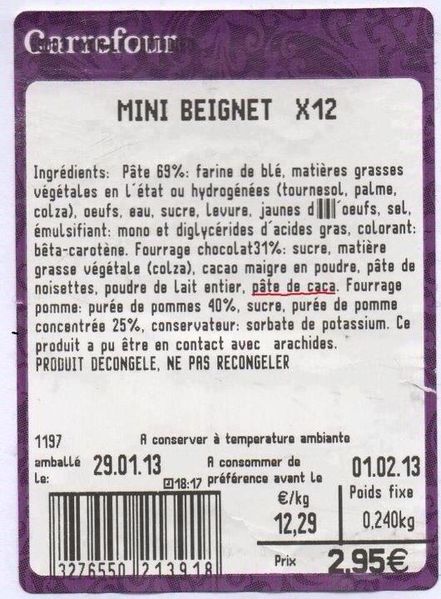 Carrefour
MINI BEIGNET X12
Ingrédients: Pâte 69%: farine de blé, matières grasses
végétales en l'état ou hydrogénées (tournesol, palme,
colza), oeufs, eau, sucre, levure, jaunes d'oeufs, sel,
émulsifiant: mono et diglycérides d'acides gras, colorant:
bêta-carotène. Fourrage chocolat31%: sucre, matière
grasse végétale (colza), cacao maigre en poudre, pâte de
noisettes, poudre de Lait entier, pâte de caca. Fourrage
pomme: purée de pommes 40%, sucre, purée de pomme
concentrée 25%, conservateur: sorbate de potassium. Ce
produit a pu être en contact avec arachides.
PRODUIT DECONGELE, NE PAS RECONGELER
1197 A conserver à température ambiante
emballé Le: 29.01.13 18:17 A consommer de préférence avant le 01.02.13
€/kg Poids fixe
12,29 0,240kg
Prix 2,95€
3276550 213918